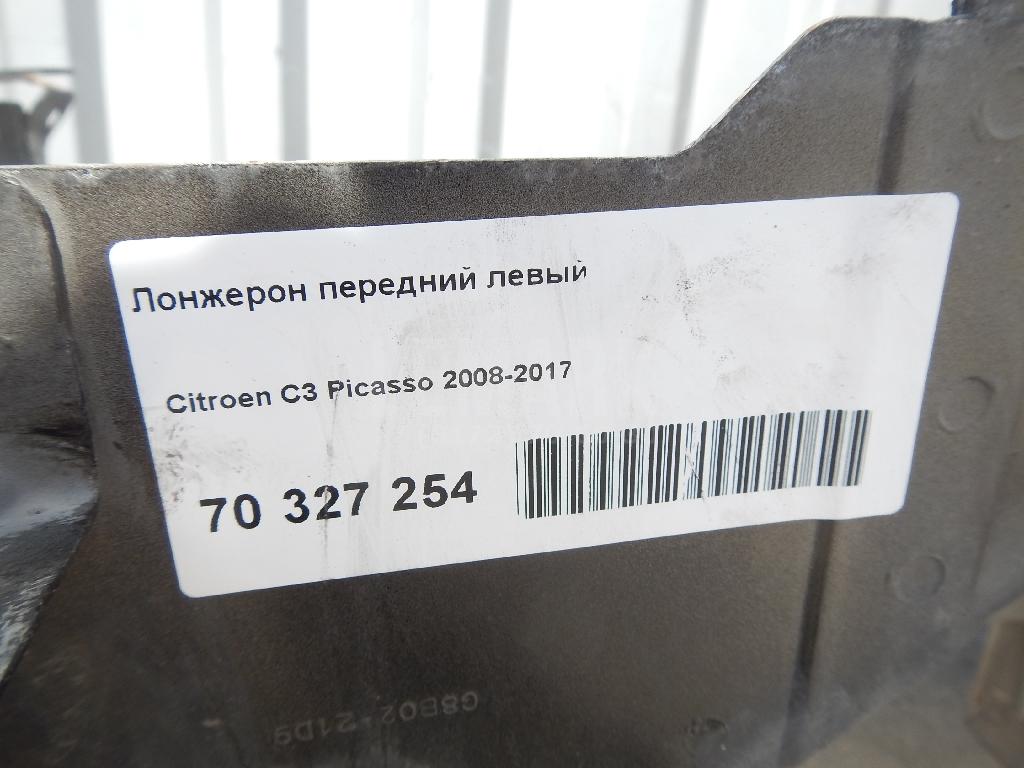 Лонжерон передний левый
Citroen C3 Picasso 2008-2017
70 327 254